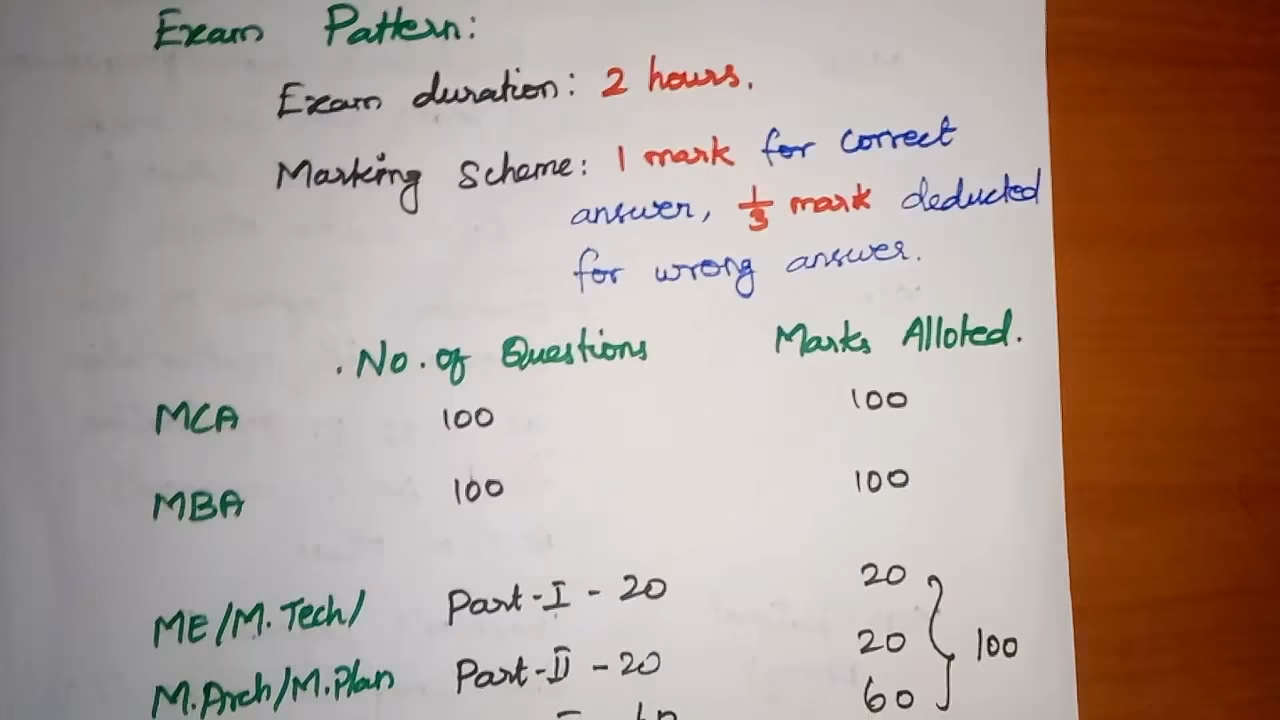 Exam Pattern:
Exam duration: 2 hours.
Marking Scheme: 1 mark for correct
answer, 1/3 mark deducted
for wrong answer.
No. of Questions Marks Alloted.
MCA 100 100
MBA 100 100
ME/M.Tech/ Part-I - 20 20
M.Arch/M.Plan Part-II - 20 20 100
60